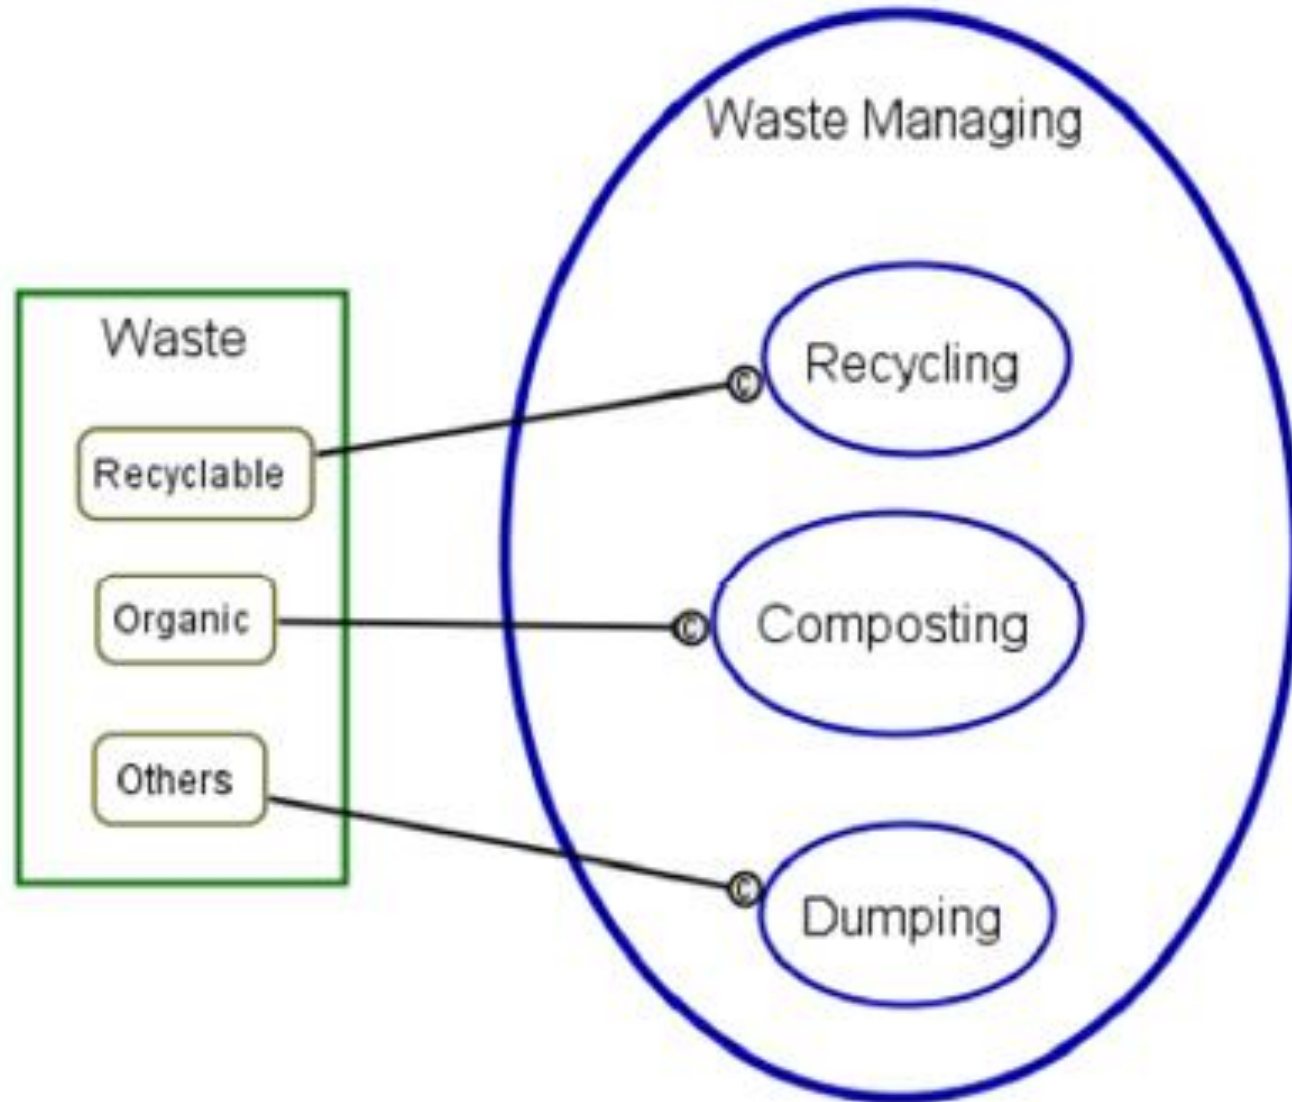 Waste Managing
Waste
Recyclable
Organic
Others
©
Recycling
©
Composting
©
Dumping